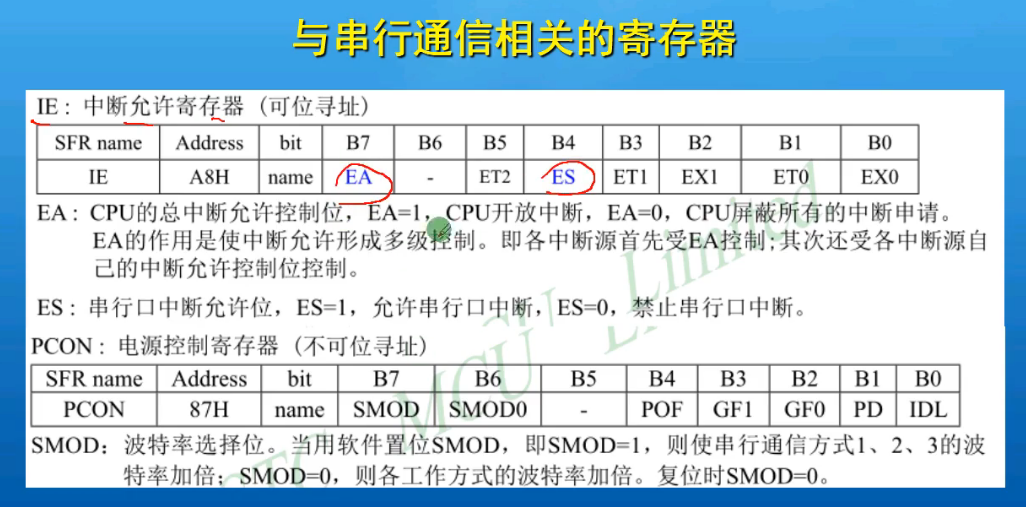 与串行通信相关的寄存器
IE：中断允许寄存器 (可位寻址)
SFR name Address bit B7 B6 B5 B4 B3 B2 B1 B0
IE A8H name EA - ET2 ES ET1 EX1 ET0 EX0
EA：CPU的总中断允许控制位，EA=1，CPU开放中断，EA=0，CPU屏蔽所有的中断申请。
EA的作用是使中断允许形成多级控制。即各中断源首先受EA控制;其次还受各中断源自
己的中断允许控制位控制。
ES：串行口中断允许位，ES=1，允许串行口中断，ES=0，禁止串行口中断。
PCON：电源控制寄存器 (不可位寻址)
SFR name Address bit B7 B6 B5 B4 B3 B2 B1 B0
PCON 87H name SMOD SMOD0 - POF GF1 GF0 PD IDL
SMOD：波特率选择位。当用软件置位SMOD，即SMOD=1，则使串行通信方式1、2、3的波
特率加倍；SMOD=0，则各工作方式的波特率加倍。复位时SMOD=0。
STC MCU Limited